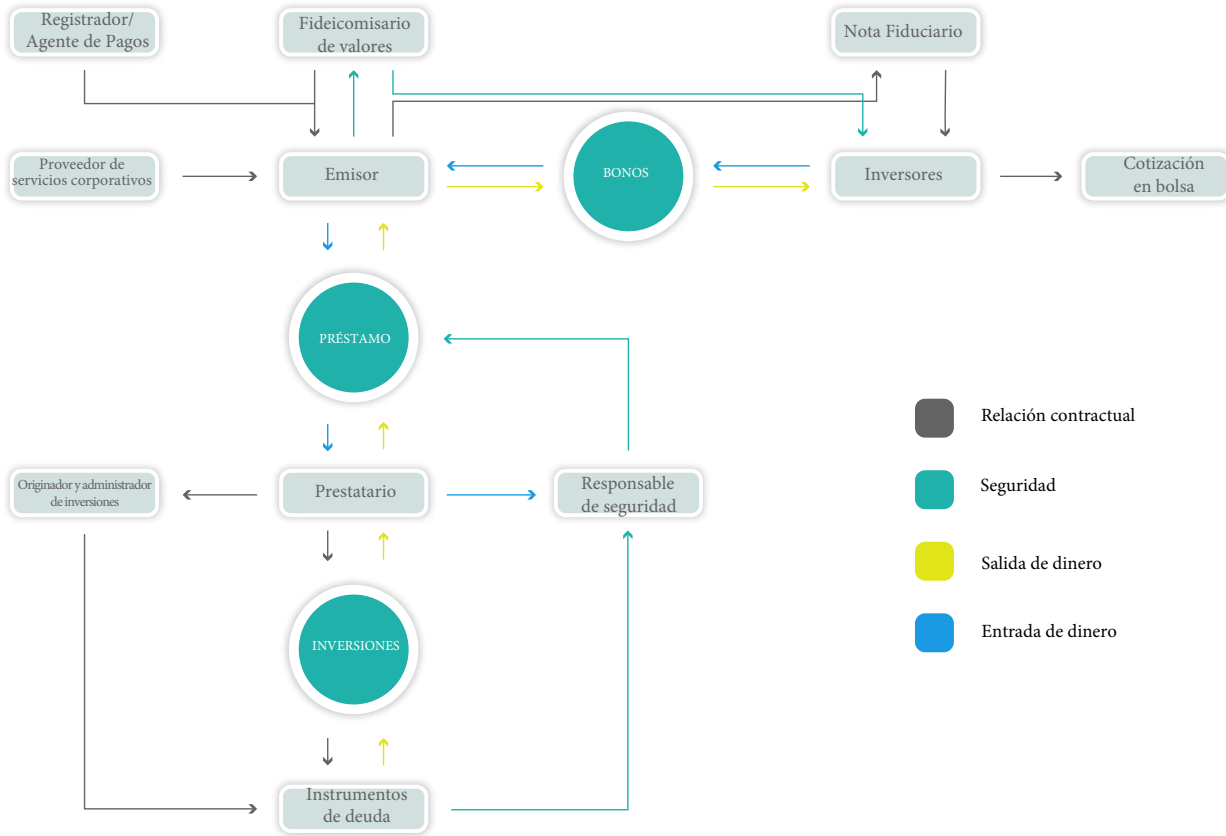 Registrador/
Agente de Pagos
Fideicomisario
de valores
Nota Fiduciario
Proveedor de
servicios corporativos
Emisor
BONOS
Inversores
Cotización
en bolsa
PRÉSTAMO
Relación contractual
Originador y administrador
de inversiones
Prestatario
Responsable
de seguridad
Seguridad
Salida de dinero
Entrada de dinero
INVERSIONES
Instrumentos
de deuda